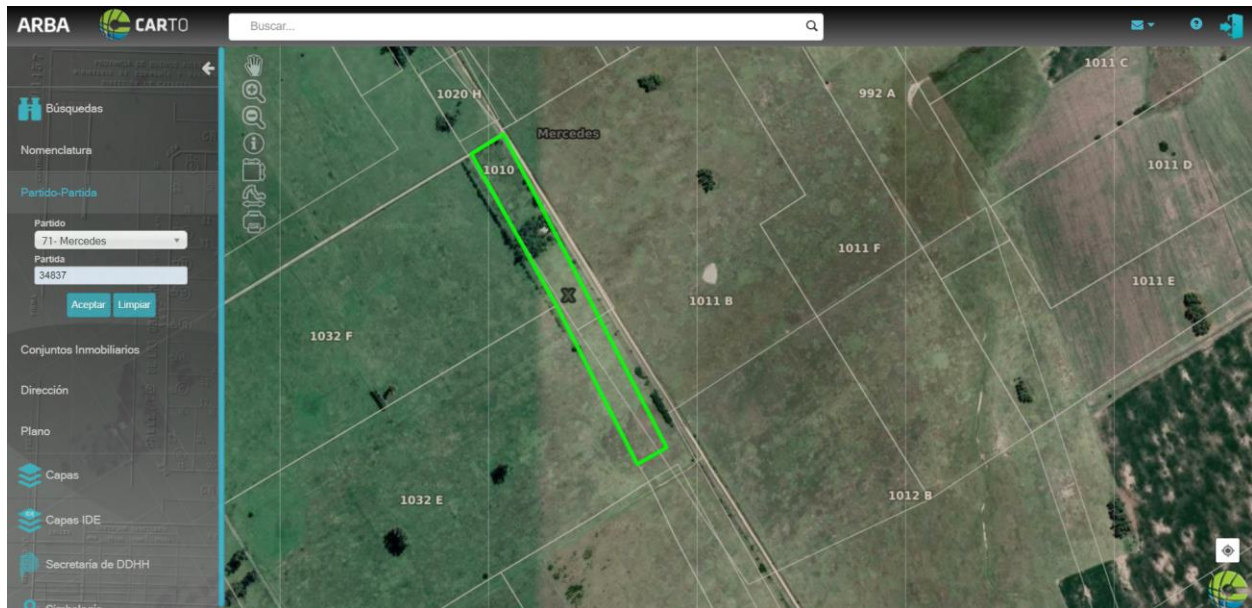 ARBA
CARTO
Buscar...
Búsquedas
Nomenclatura
Partido-Partida
Partido
71- Mercedes
Partida
34837
Aceptar
Limpiar
Conjuntos Inmobiliarios
Dirección
Plano
Capas
Capas IDE
Secretaría de DDHH
Simbología
1020 H
Mercedes
992 A
1011 C
1010
1011 D
1011 F
1011 E
X
1011 B
1032 F
1032 E
1012 B